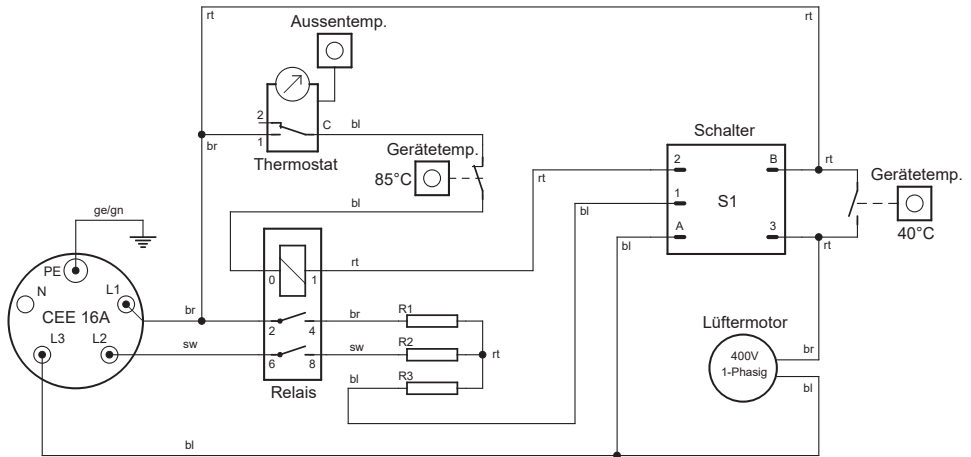 rt
rt
Aussentemp.
2
C
bl
1
br
Thermostat
Gerätetemp.
85°C
bl
Schalter
2
B
rt
rt
1
S1
bl
A
3
bl
rt
Gerätetemp.
40°C
ge/gn
PE
N
L1
CEE 16A
L3
L2
br
sw
rt
0
1
2
4
br
R1
6
8
sw
R2
rt
bl
R3
Relais
Lüftermotor
400V
1-Phasig
br
bl
bl